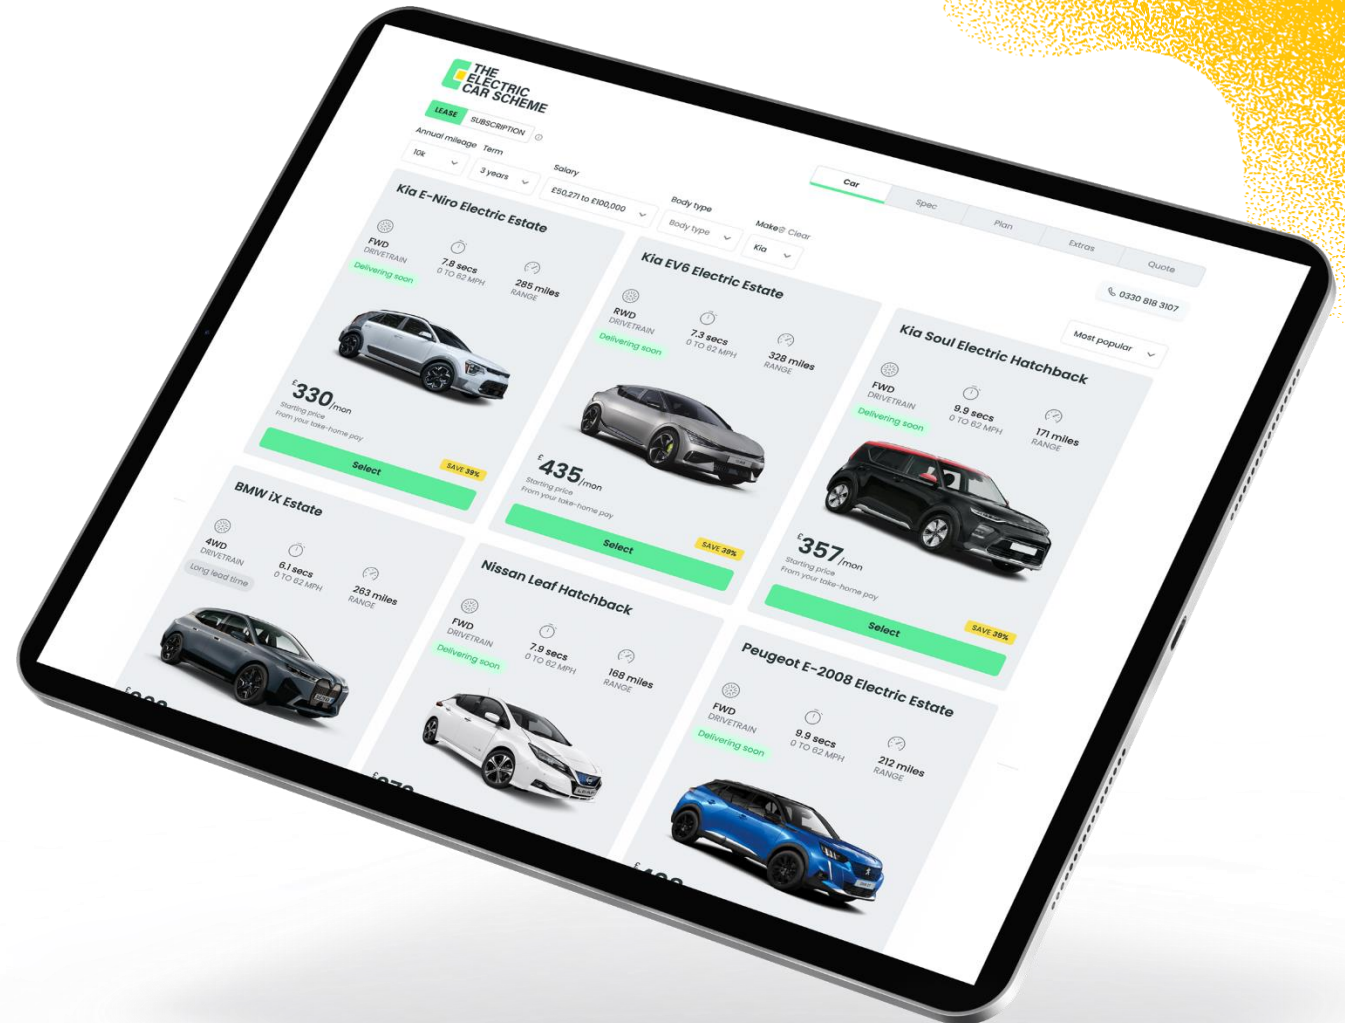 THE
ELECTRIC
CAR SCHEME
LEASE SUBSCRIPTION
Annual mileage Term Salary Body type Make Clear
10k 3 years £50,271 to £100,000 Body type Kia
Car Spec Plan Extras Quote
0330 818 3107
Most popular
Kia E-Niro Electric Estate
FWD 7.8 secs 285 miles
DRIVETRAIN 0 TO 62 MPH RANGE
Delivering soon
£330/mon
Starting price
From your take-home pay
SAVE 39%
Select
Kia EV6 Electric Estate
RWD 7.3 secs 328 miles
DRIVETRAIN 0 TO 62 MPH RANGE
Delivering soon
£435/mon
Starting price
From your take-home pay
SAVE 39%
Select
Kia Soul Electric Hatchback
FWD 9.9 secs 171 miles
DRIVETRAIN 0 TO 62 MPH RANGE
Delivering soon
£357/mon
Starting price
From your take-home pay
SAVE 39%
Select
BMW iX Estate
4WD 6.1 secs 263 miles
DRIVETRAIN 0 TO 62 MPH RANGE
Long lead time
£
Nissan Leaf Hatchback
FWD 7.9 secs 168 miles
DRIVETRAIN 0 TO 62 MPH RANGE
Delivering soon
LEAF
£
Peugeot E-2008 Electric Estate
FWD 9.9 secs 212 miles
DRIVETRAIN 0 TO 62 MPH RANGE
Delivering soon
£